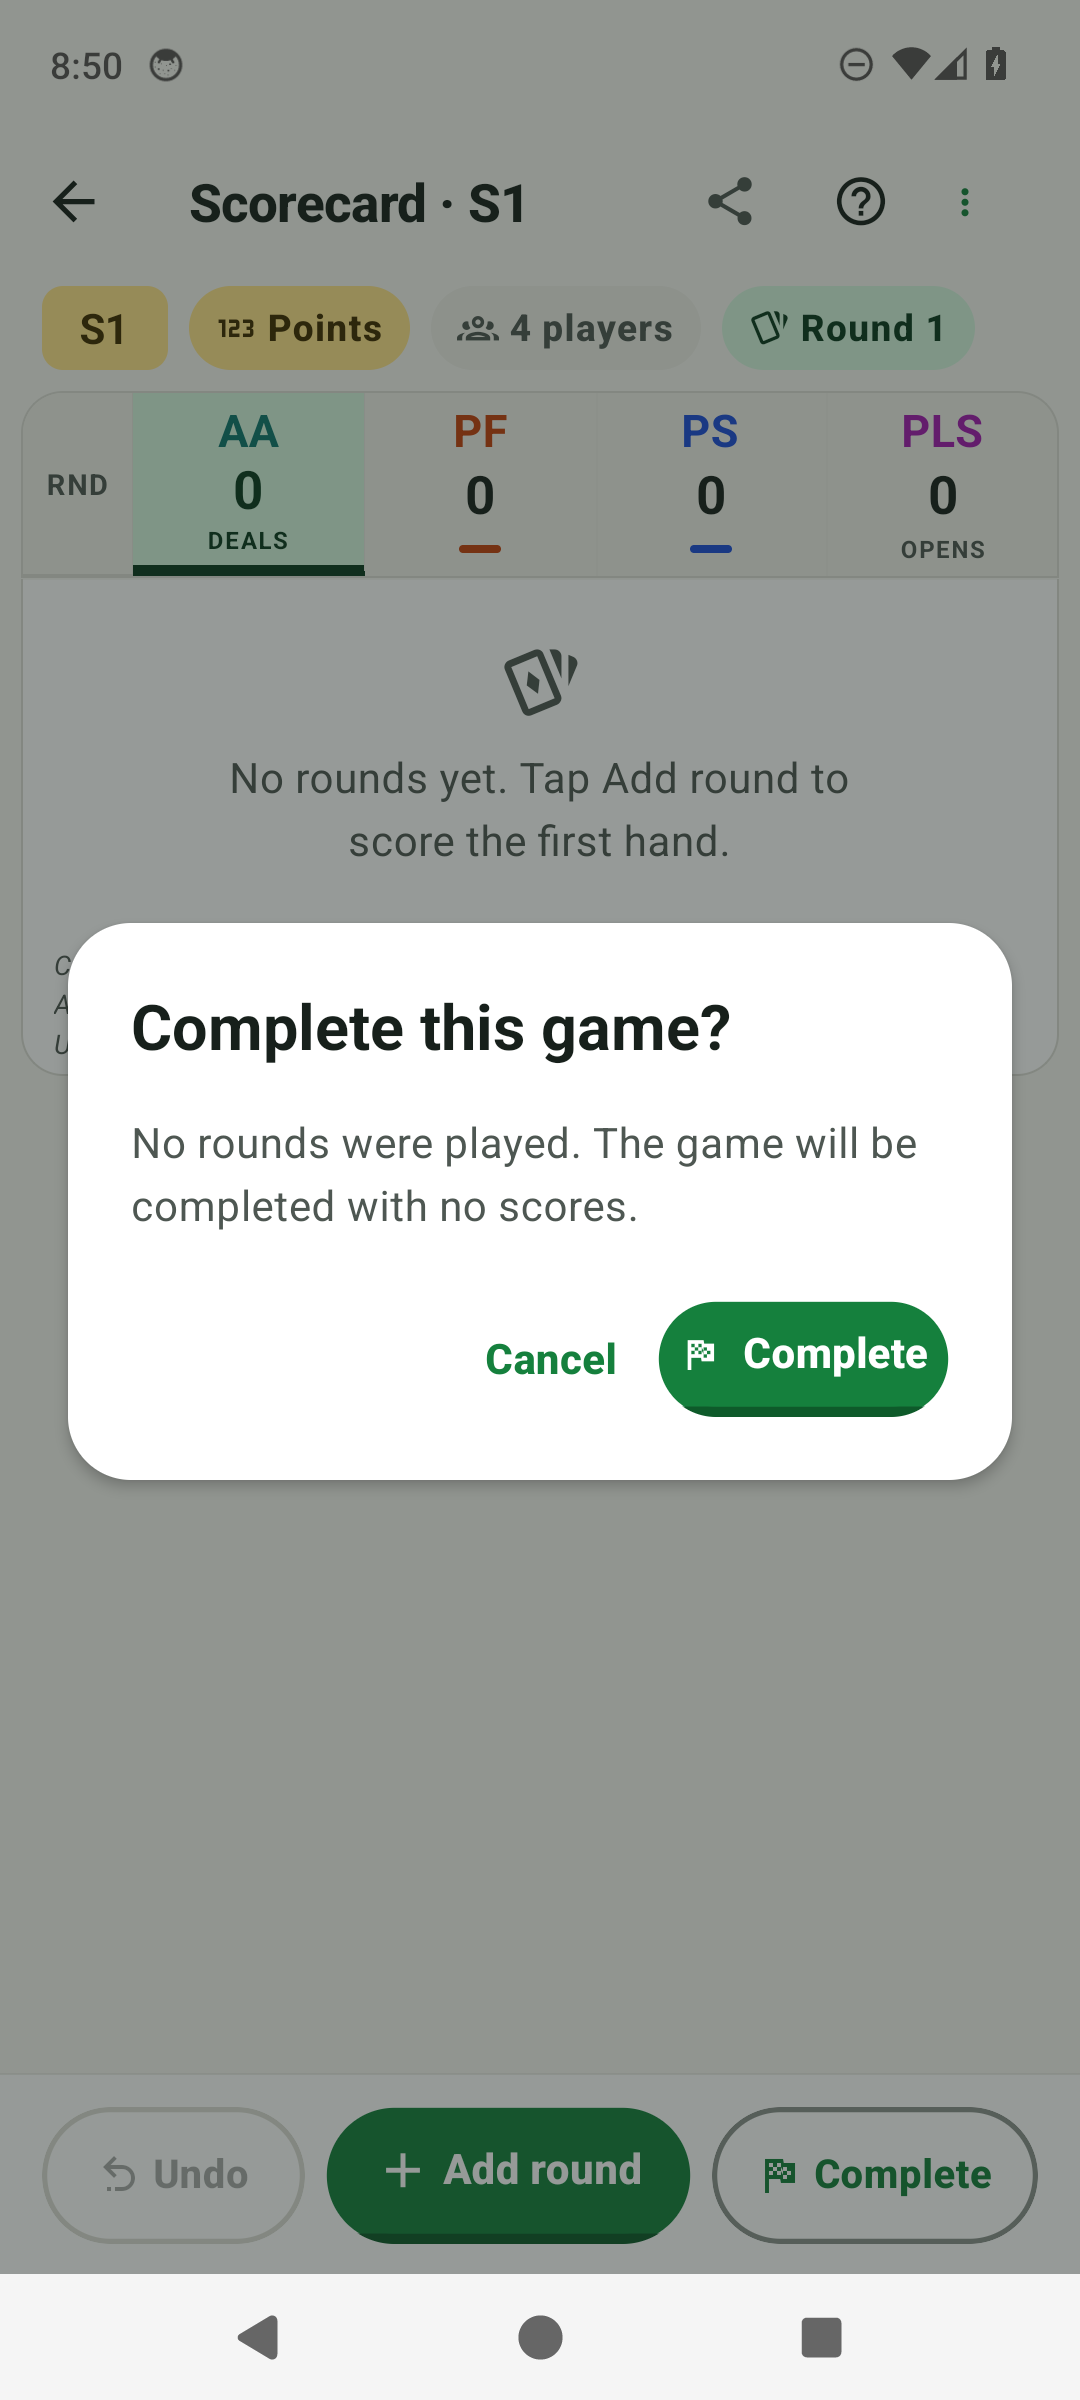 8:50
Scorecard · S1
S1
123 Points
4 players
Round 1
RND
AA
0
DEALS
PF
0
PS
0
PLS
0
OPENS
No rounds yet. Tap Add round to
score the first hand.
Complete this game?
No rounds were played. The game will be
completed with no scores.
Cancel
Complete
Undo
+ Add round
Complete